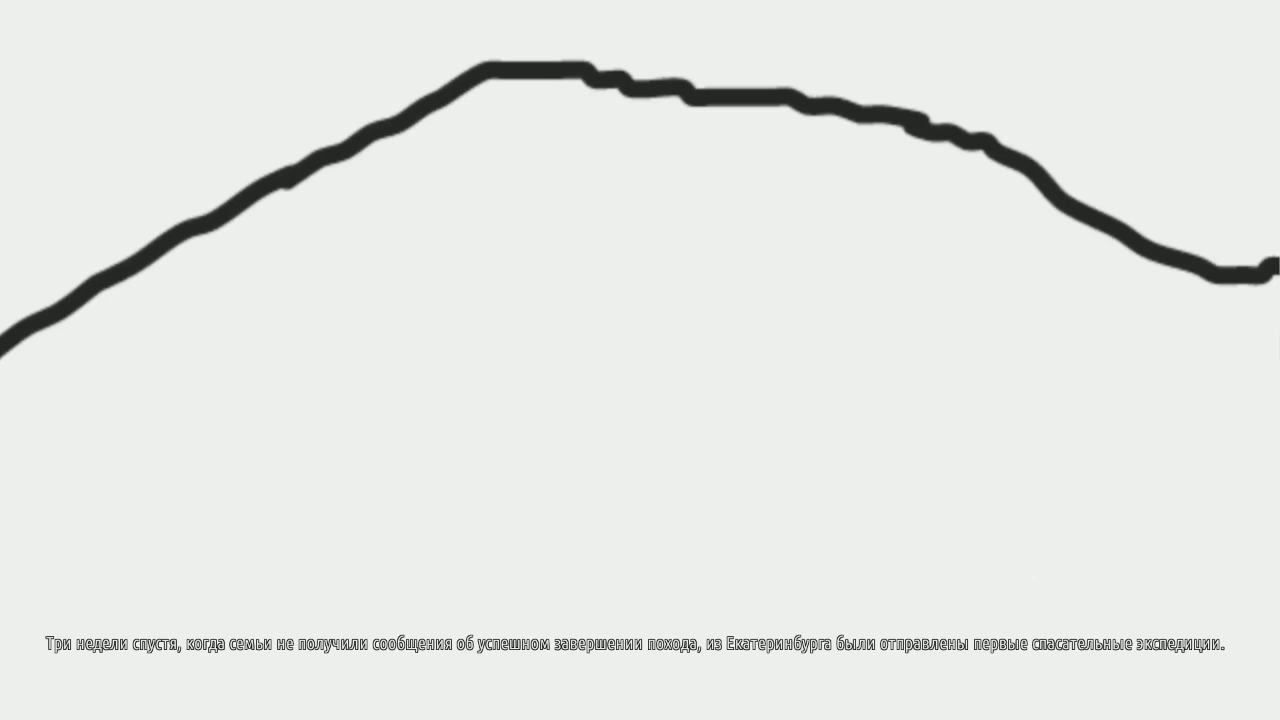 Три недели спустя, когда семьи не получили сообщения об успешном завершении похода, из Екатеринбурга были отправлены первые спасательные экспедиции.